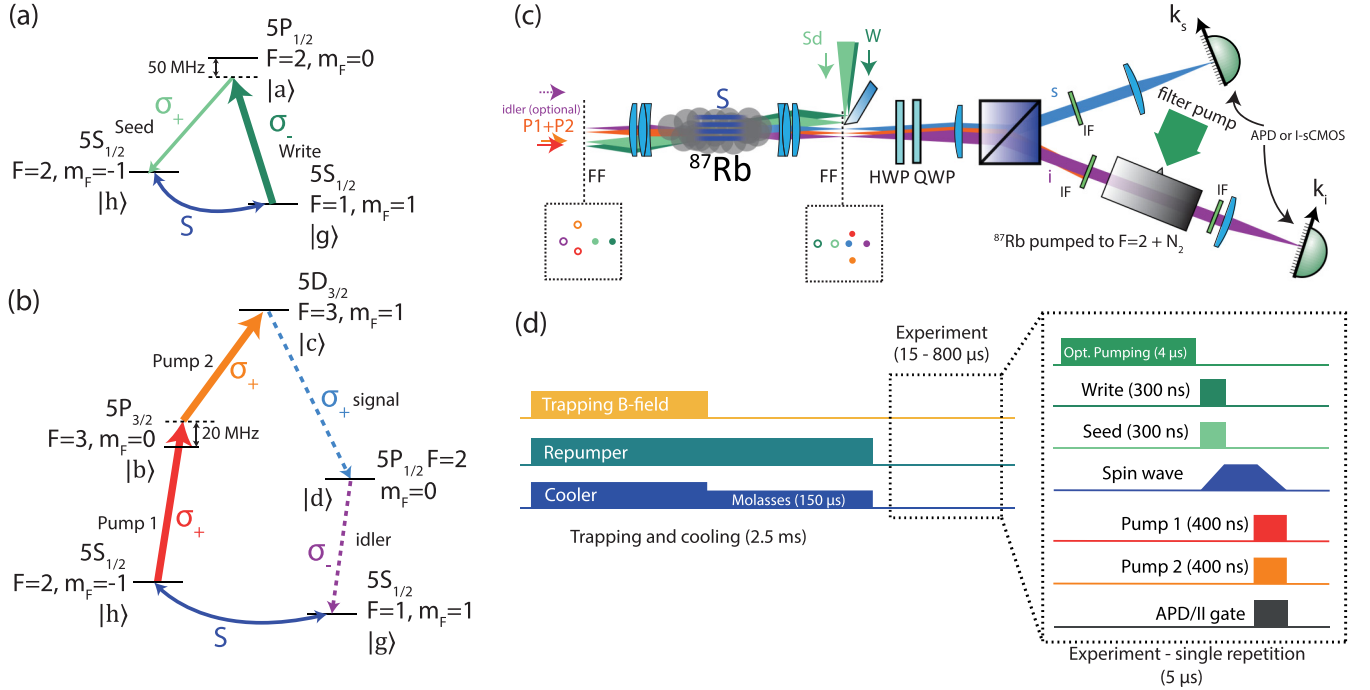 (a)
5P1/2
F=2, mF=0
50 MHz
|a⟩
σ+
Seed
σ-
Write
5S1/2
F=2, mF=-1
|h⟩
5S1/2
F=1, mF=1
|g⟩
S
(b)
5D3/2
F=3, mF=1
|c⟩
Pump 2
σ+
σ+
signal
5P3/2
F=3, mF=0
20 MHz
|b⟩
5P1/2 F=2
mF=0
|d⟩
Pump 1
σ+
idler
σ-
5S1/2
F=2, mF=-1
|h⟩
5S1/2
F=1, mF=1
|g⟩
S
(c)
Sd
W
ks
idler (optional)
P1+P2
S
87Rb
FF
FF
HWP
QWP
s
i
IF
IF
IF
filter pump
APD or I-sCMOS
ki
87Rb pumped to F=2 + N2
(d)
Experiment
(15 - 800 µs)
Trapping B-field
Repumper
Cooler
Molasses (150 µs)
Trapping and cooling (2.5 ms)
Opt. Pumping (4 µs)
Write (300 ns)
Seed (300 ns)
Spin wave
Pump 1 (400 ns)
Pump 2 (400 ns)
APD/II gate
Experiment - single repetition
(5 µs)